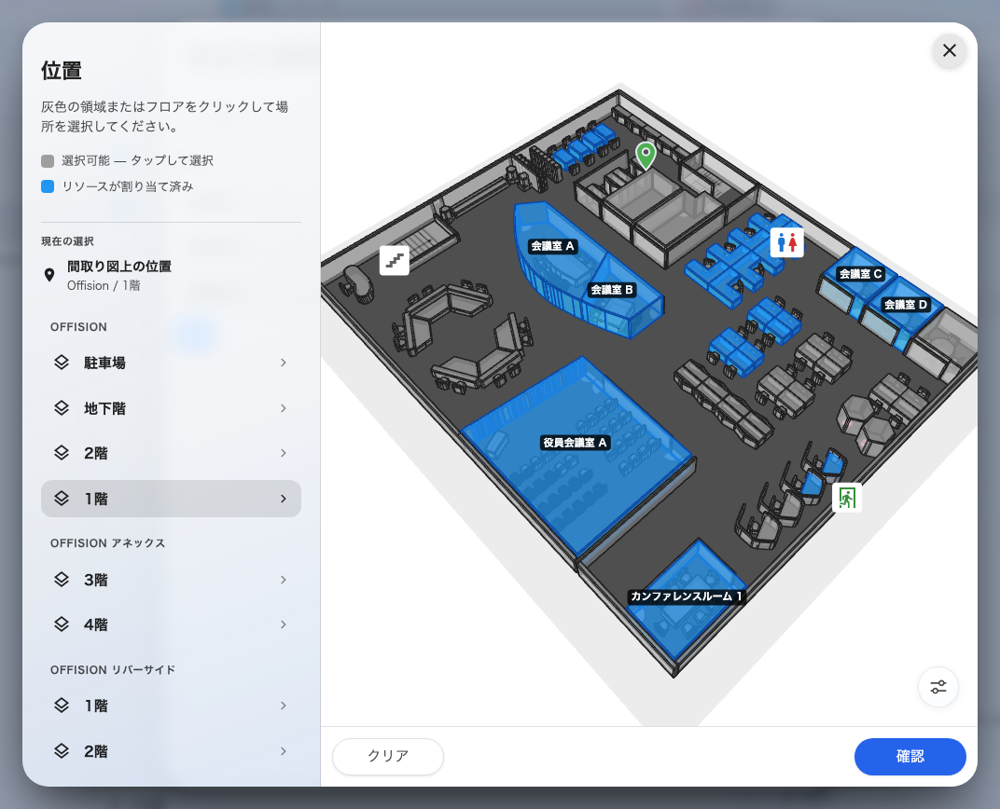 位置
灰色の領域またはフロアをクリックして場
所を選択してください。
選択可能 — タップして選択
リソースが割り当て済み
現在の選択
間取り図上の位置
Offision / 1階
OFFISION
駐車場
地下階
2階
1階
OFFISION アネックス
3階
4階
OFFISION リバーサイド
1階
2階
会議室 A
会議室 B
会議室 C
会議室 D
役員会議室 A
カンファレンスルーム 1
クリア
確認